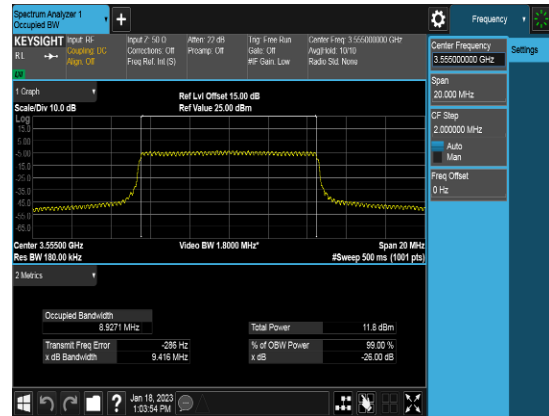 Spectrum Analyzer 1
Occupied BW
Frequency
KEYSIGHT Input: RF
Coupling: DC
Align: Off
R L
Input Z: 50 Ω
Corrections: Off
Freq Ref: Int (S)
Atten: 22 dB
Preamp: Off
Trig: Free Run
Gate: Off
#IF Gain: Low
Center Freq: 3.555000000 GHz
Avg|Hold: 10/10
Radio Std: None
Center Frequency
3.555000000 GHz
Settings
Span
20.000 MHz
CF Step
2.000000 MHz
Auto
Man
Freq Offset
0 Hz
1 Graph
Scale/Div 10.0 dB
Ref Lvl Offset 15.00 dB
Ref Value 25.00 dBm
Log
15.0
5.00
-5.00
-15.0
-25.0
-35.0
-45.0
-55.0
-65.0
Center 3.55500 GHz
Res BW 180.00 kHz
Video BW 1.8000 MHz*
Span 20 MHz
#Sweep 500 ms (1001 pts)
2 Metrics
Occupied Bandwidth
8.9271 MHz
Total Power 11.8 dBm
Transmit Freq Error -286 Hz
% of OBW Power 99.00 %
x dB Bandwidth 9.416 MHz
x dB -26.00 dB
Jan 18, 2023
1:03:54 PM